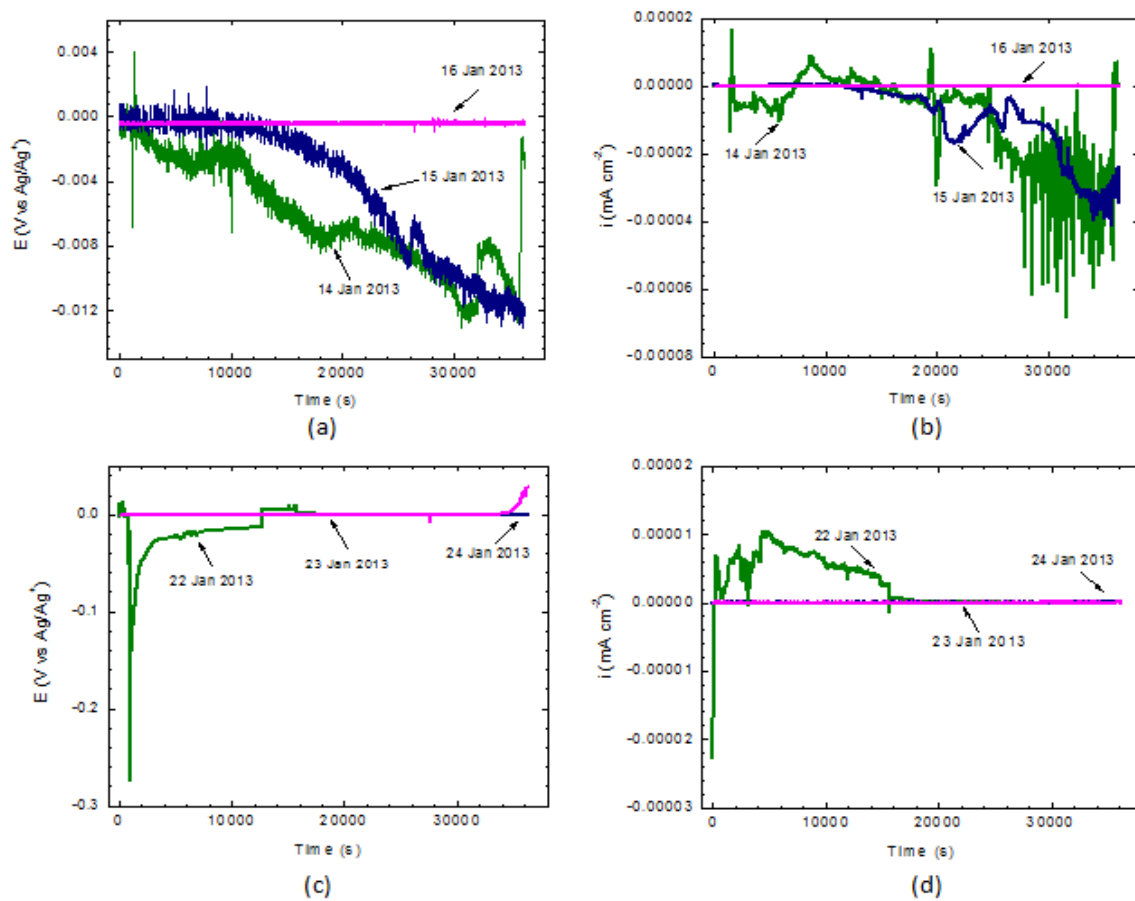 0.004
0.000
-0.004
-0.008
-0.012
E (V vs Ag/Ag⁺)
16 Jan 2013
15 Jan 2013
14 Jan 2013
0 10000 20000 30000
Time (s)
(a)
0.00002
0.00000
-0.00002
-0.00004
-0.00006
-0.00008
i (mA cm⁻²)
16 Jan 2013
14 Jan 2013
15 Jan 2013
0 10000 20000 30000
Time (s)
(b)
0.0
-0.1
-0.2
-0.3
E (V vs Ag/Ag⁺)
22 Jan 2013
23 Jan 2013
24 Jan 2013
0 10000 20000 30000
Time (s)
(c)
0.00002
0.00001
0.00000
-0.00001
-0.00002
-0.00003
i (mA cm⁻²)
22 Jan 2013
24 Jan 2013
23 Jan 2013
0 10000 20000 30000
Time (s)
(d)